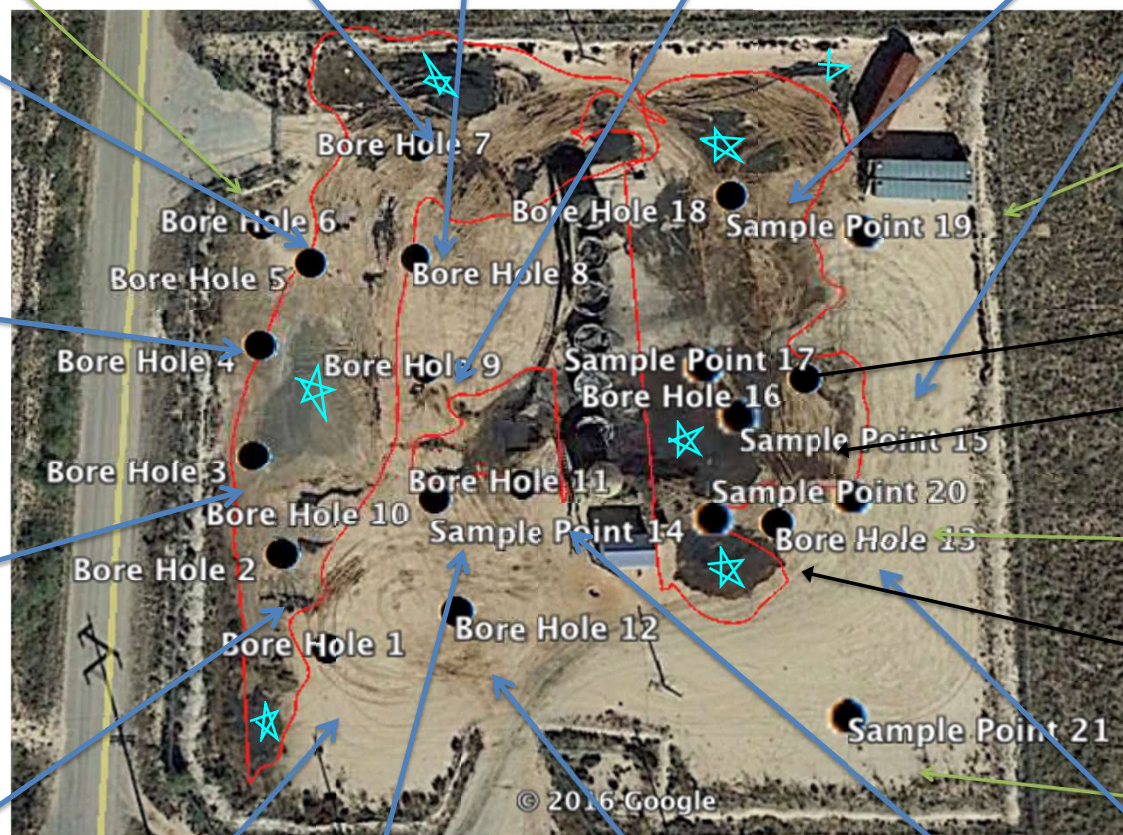 Bore Hole 7
Bore Hole 6
Bore Hole 18
Sample Point 19
Bore Hole 5
Bore Hole 8
Bore Hole 4
Bore Hole 9
Sample Point 17
Bore Hole 16
Sample Point 15
Bore Hole 3
Bore Hole 11
Sample Point 20
Bore Hole 10
Sample Point 14
Bore Hole 13
Bore Hole 2
Bore Hole 1
Bore Hole 12
Sample Point 21
© 2016 Google